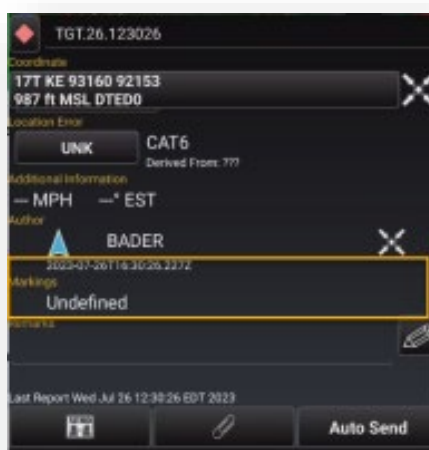 TGT.26.123026
Coordinate
17T KE 93160 92153
987 ft MSL DTED0
Location Error
UNK
CAT6
Derived From: ???
Additional Information
--- MPH ---° EST
Author
BADER
2023-07-26T16:30:26.227Z
Markings
Undefined
Remarks
Last Report Wed Jul 26 12:30:26 EDT 2023
Auto Send